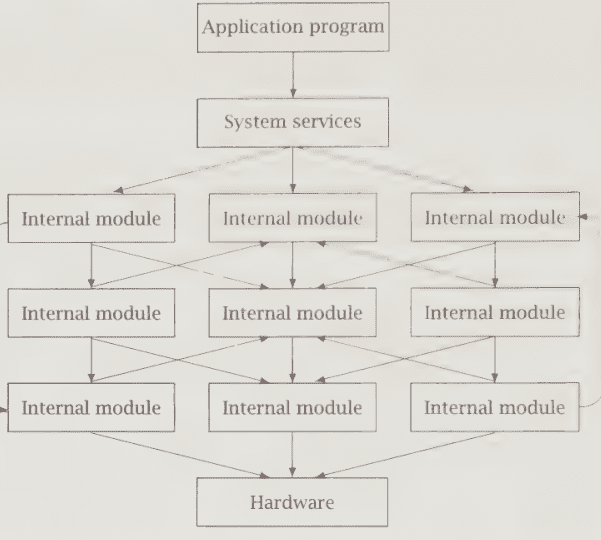 Application program
System services
Internal module Internal module Internal module
Internal module Internal module Internal module
Internal module Internal module Internal module
Hardware